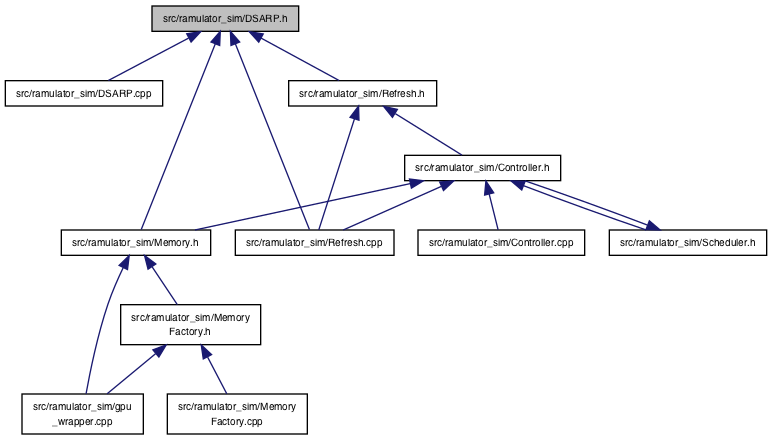 src/ramulator_sim/DSARP.h
src/ramulator_sim/DSARP.cpp
src/ramulator_sim/Refresh.h
src/ramulator_sim/Controller.h
src/ramulator_sim/Memory.h
src/ramulator_sim/Refresh.cpp
src/ramulator_sim/Controller.cpp
src/ramulator_sim/Scheduler.h
src/ramulator_sim/Memory
Factory.h
src/ramulator_sim/gpu
_wrapper.cpp
src/ramulator_sim/Memory
Factory.cpp